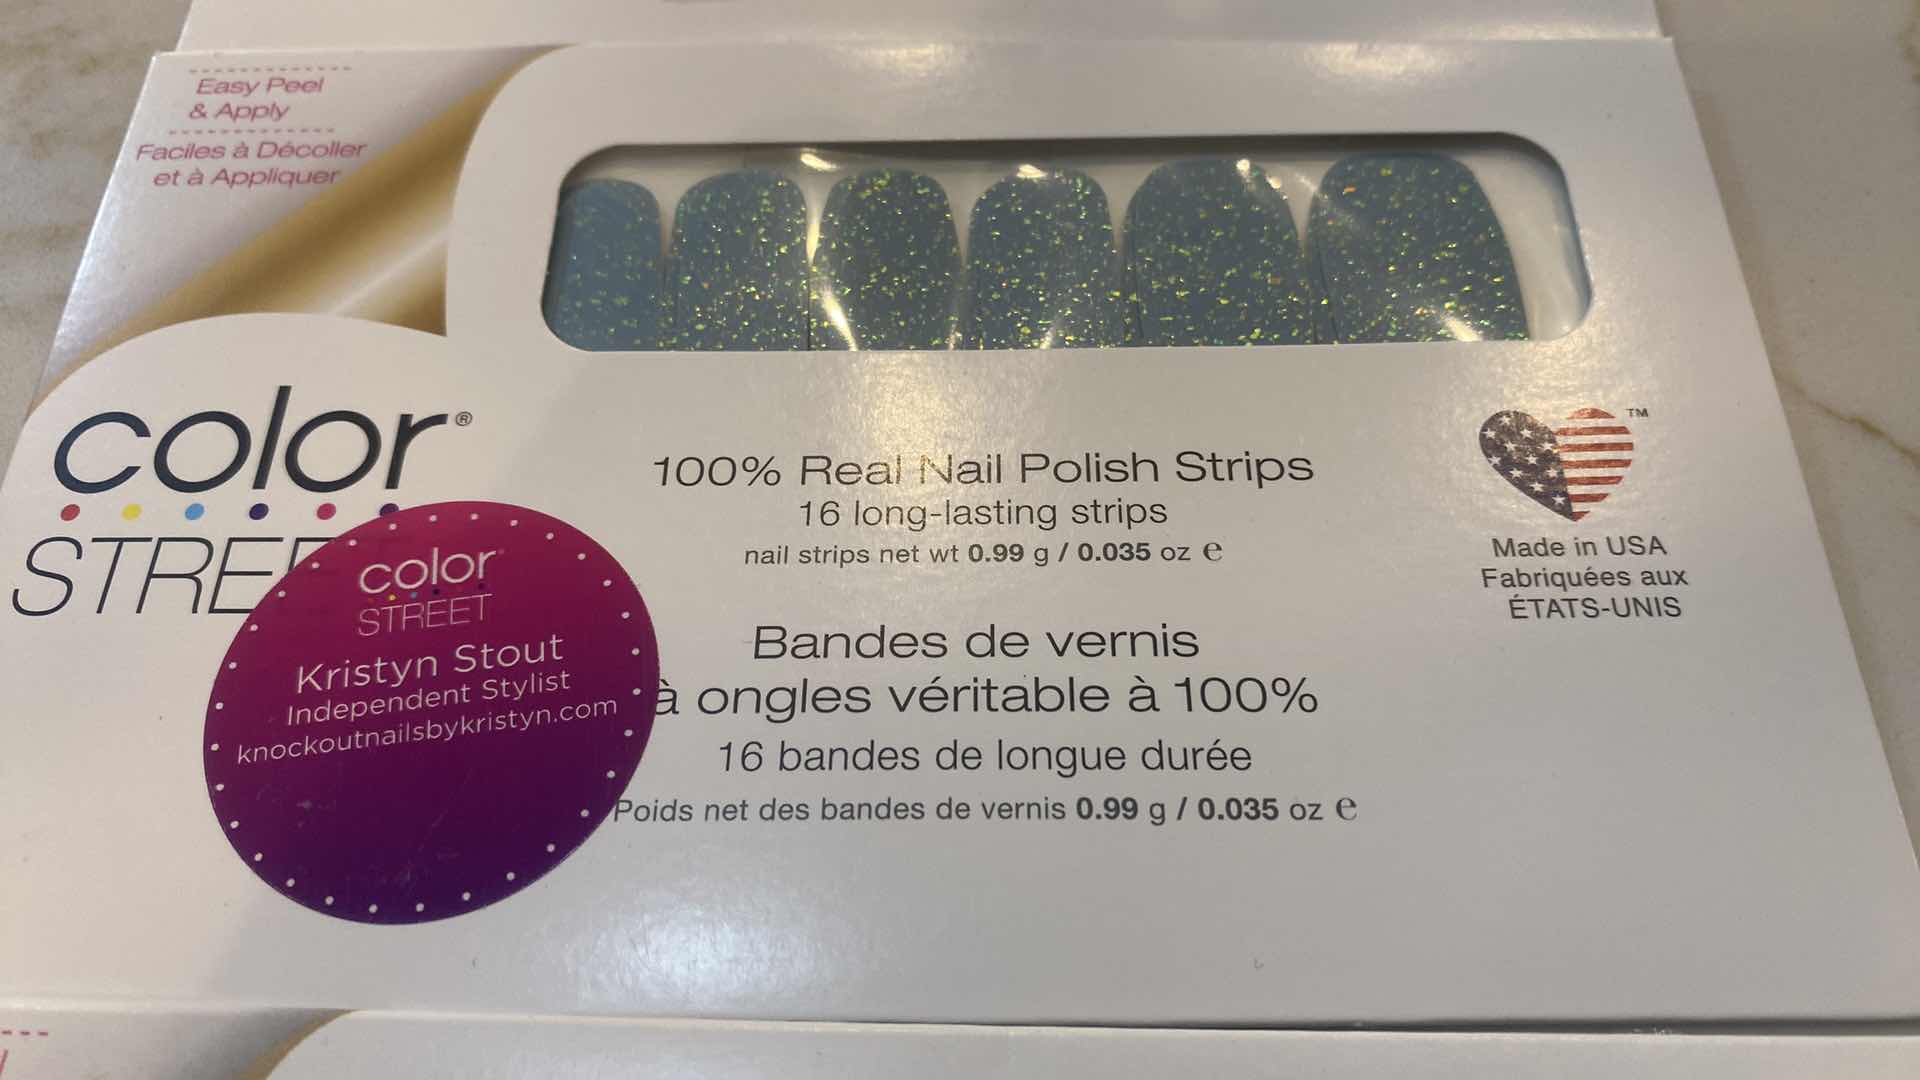 Easy Peel
& Apply
Faciles à Décoller
et à Appliquer
color®
STREE
color
STREET
Kristyn Stout
Independent Stylist
knockoutnailsbykristyn.com
100% Real Nail Polish Strips
16 long-lasting strips
nail strips net wt 0.99 g / 0.035 oz ℮
Bandes de vernis
à ongles véritable à 100%
16 bandes de longue durée
Poids net des bandes de vernis 0.99 g / 0.035 oz ℮
TM
Made in USA
Fabriquées aux
ÉTATS-UNIS